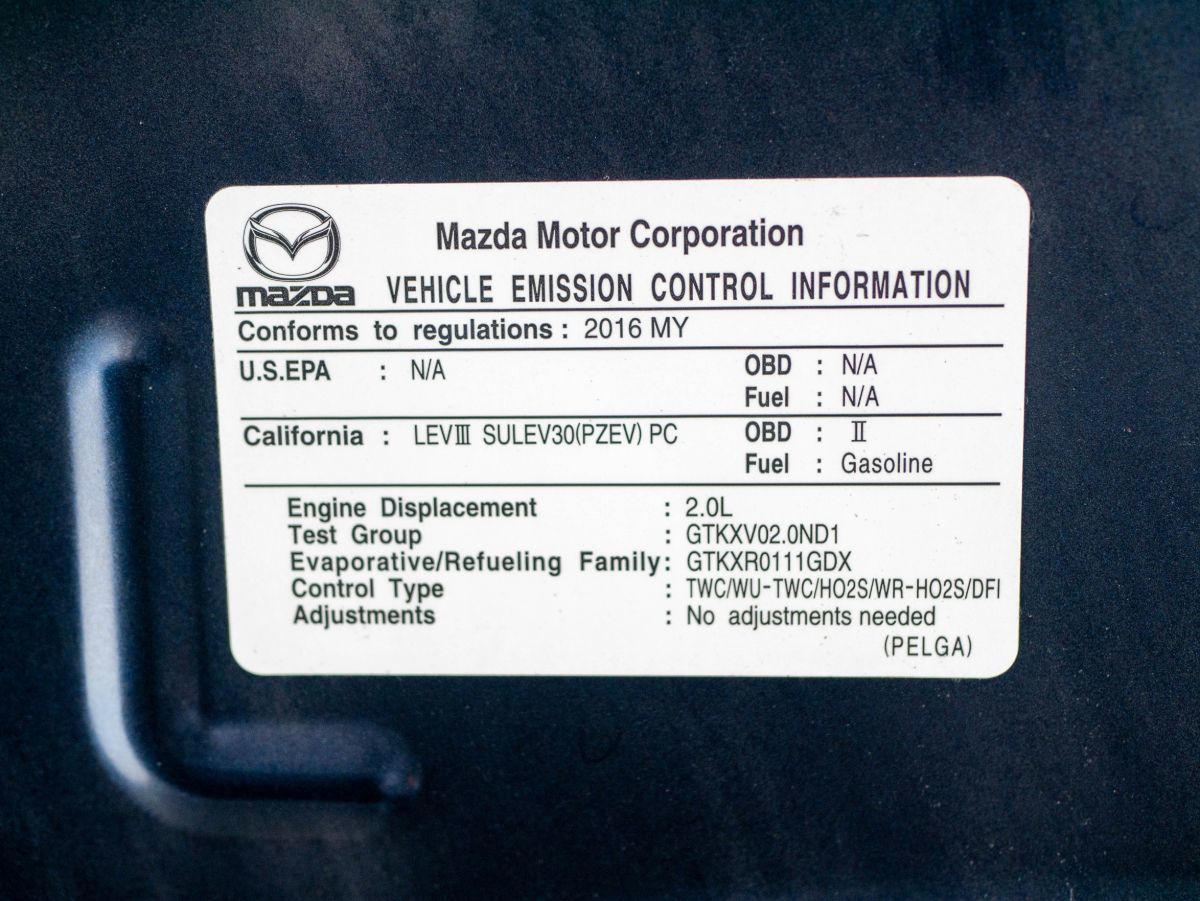 Mazda Motor Corporation
mazda VEHICLE EMISSION CONTROL INFORMATION
Conforms to regulations : 2016 MY
U.S.EPA : N/A OBD : N/A
Fuel : N/A
California : LEVⅢ SULEV30(PZEV) PC OBD : Ⅱ
Fuel : Gasoline
Engine Displacement : 2.0L
Test Group : GTKXV02.0ND1
Evaporative/Refueling Family : GTKXR0111GDX
Control Type : TWC/WU-TWC/HO2S/WR-HO2S/DFI
Adjustments : No adjustments needed
(PELGA)